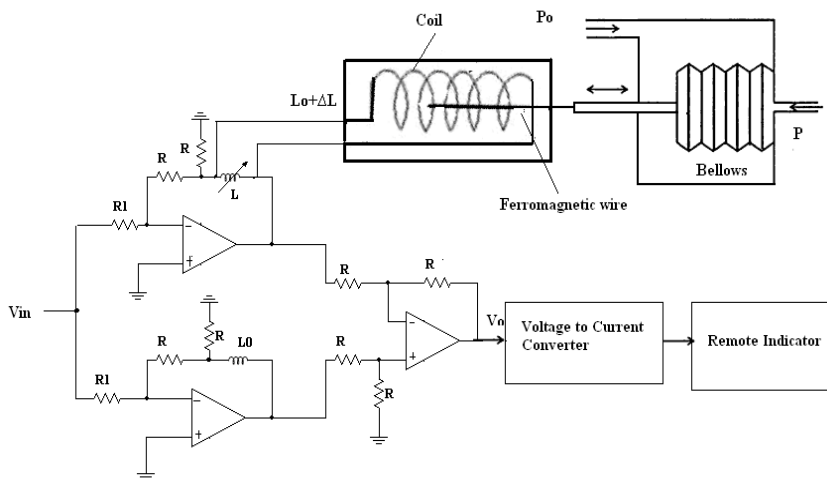 Coil
Po
Lo+ΔL
P
Bellows
Ferromagnetic wire
R
R
L
R1
−
+
Vin
R
R
Vo
Voltage to Current
Converter
Remote Indicator
−
+
R
R
L0
R
R1
R
−
+